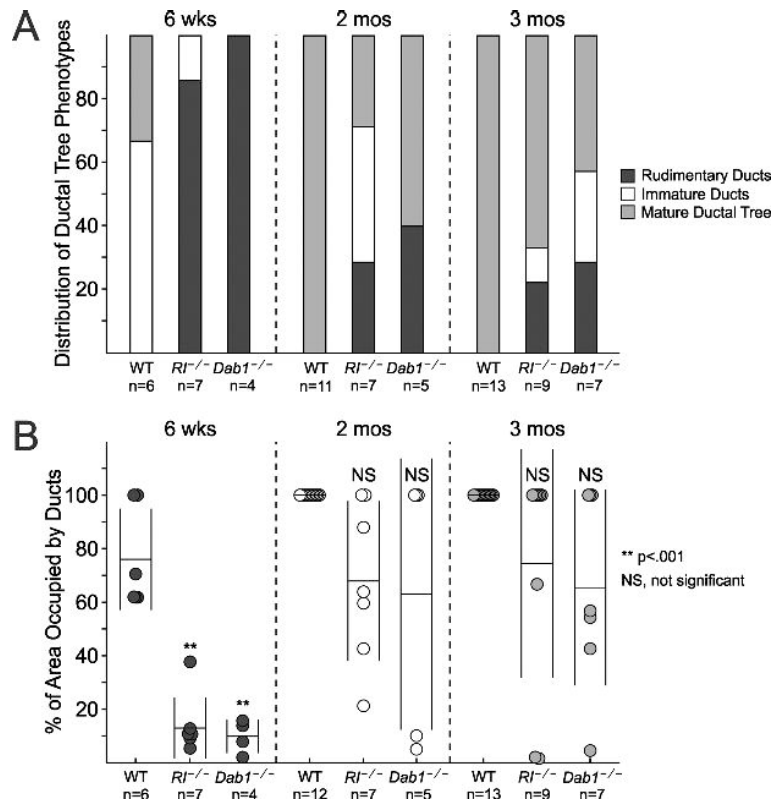 A
6 wks 2 mos 3 mos
Distribution of Ductal Tree Phenotypes
80
60
40
20
Rudimentary Ducts
Immature Ducts
Mature Ductal Tree
WT Rl⁻/⁻ Dab1⁻/⁻ WT Rl⁻/⁻ Dab1⁻/⁻ WT Rl⁻/⁻ Dab1⁻/⁻
n=6 n=7 n=4 n=11 n=7 n=5 n=13 n=9 n=7
B
6 wks 2 mos 3 mos
% of Area Occupied by Ducts
100
80
60
40
20
NS NS NS NS
** **
** p<.001
NS, not significant
WT Rl⁻/⁻ Dab1⁻/⁻ WT Rl⁻/⁻ Dab1⁻/⁻ WT Rl⁻/⁻ Dab1⁻/⁻
n=6 n=7 n=4 n=12 n=7 n=5 n=13 n=9 n=7